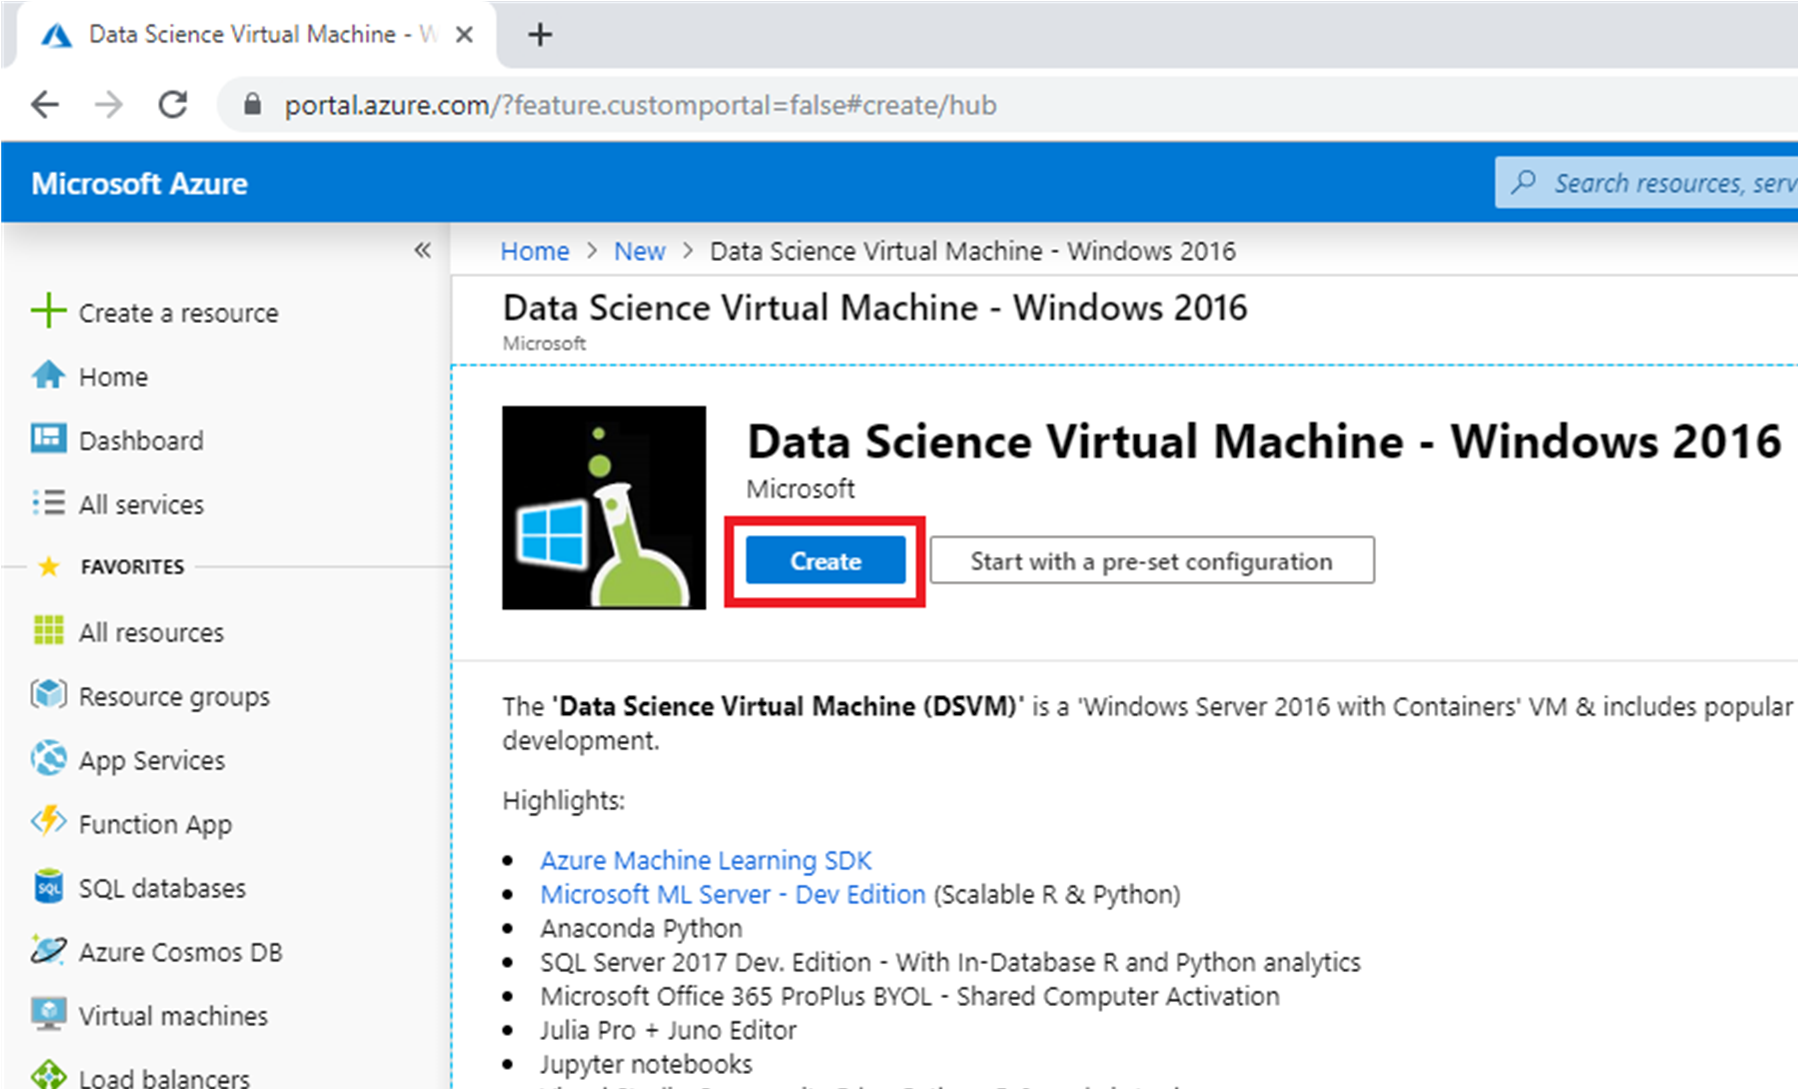 Data Science Virtual Machine - W
portal.azure.com/?feature.customportal=false#create/hub
Microsoft Azure
Search resources, serv
Home > New > Data Science Virtual Machine - Windows 2016
Data Science Virtual Machine - Windows 2016
Microsoft
Create a resource
Home
Dashboard
All services
FAVORITES
All resources
Resource groups
App Services
Function App
SQL
SQL databases
Azure Cosmos DB
Virtual machines
Load balancers
Data Science Virtual Machine - Windows 2016
Microsoft
Create
Start with a pre-set configuration
The 'Data Science Virtual Machine (DSVM)' is a 'Windows Server 2016 with Containers' VM & includes popular
development.
Highlights:
Azure Machine Learning SDK
Microsoft ML Server - Dev Edition (Scalable R & Python)
Anaconda Python
SQL Server 2017 Dev. Edition - With In-Database R and Python analytics
Microsoft Office 365 ProPlus BYOL - Shared Computer Activation
Julia Pro + Juno Editor
Jupyter notebooks